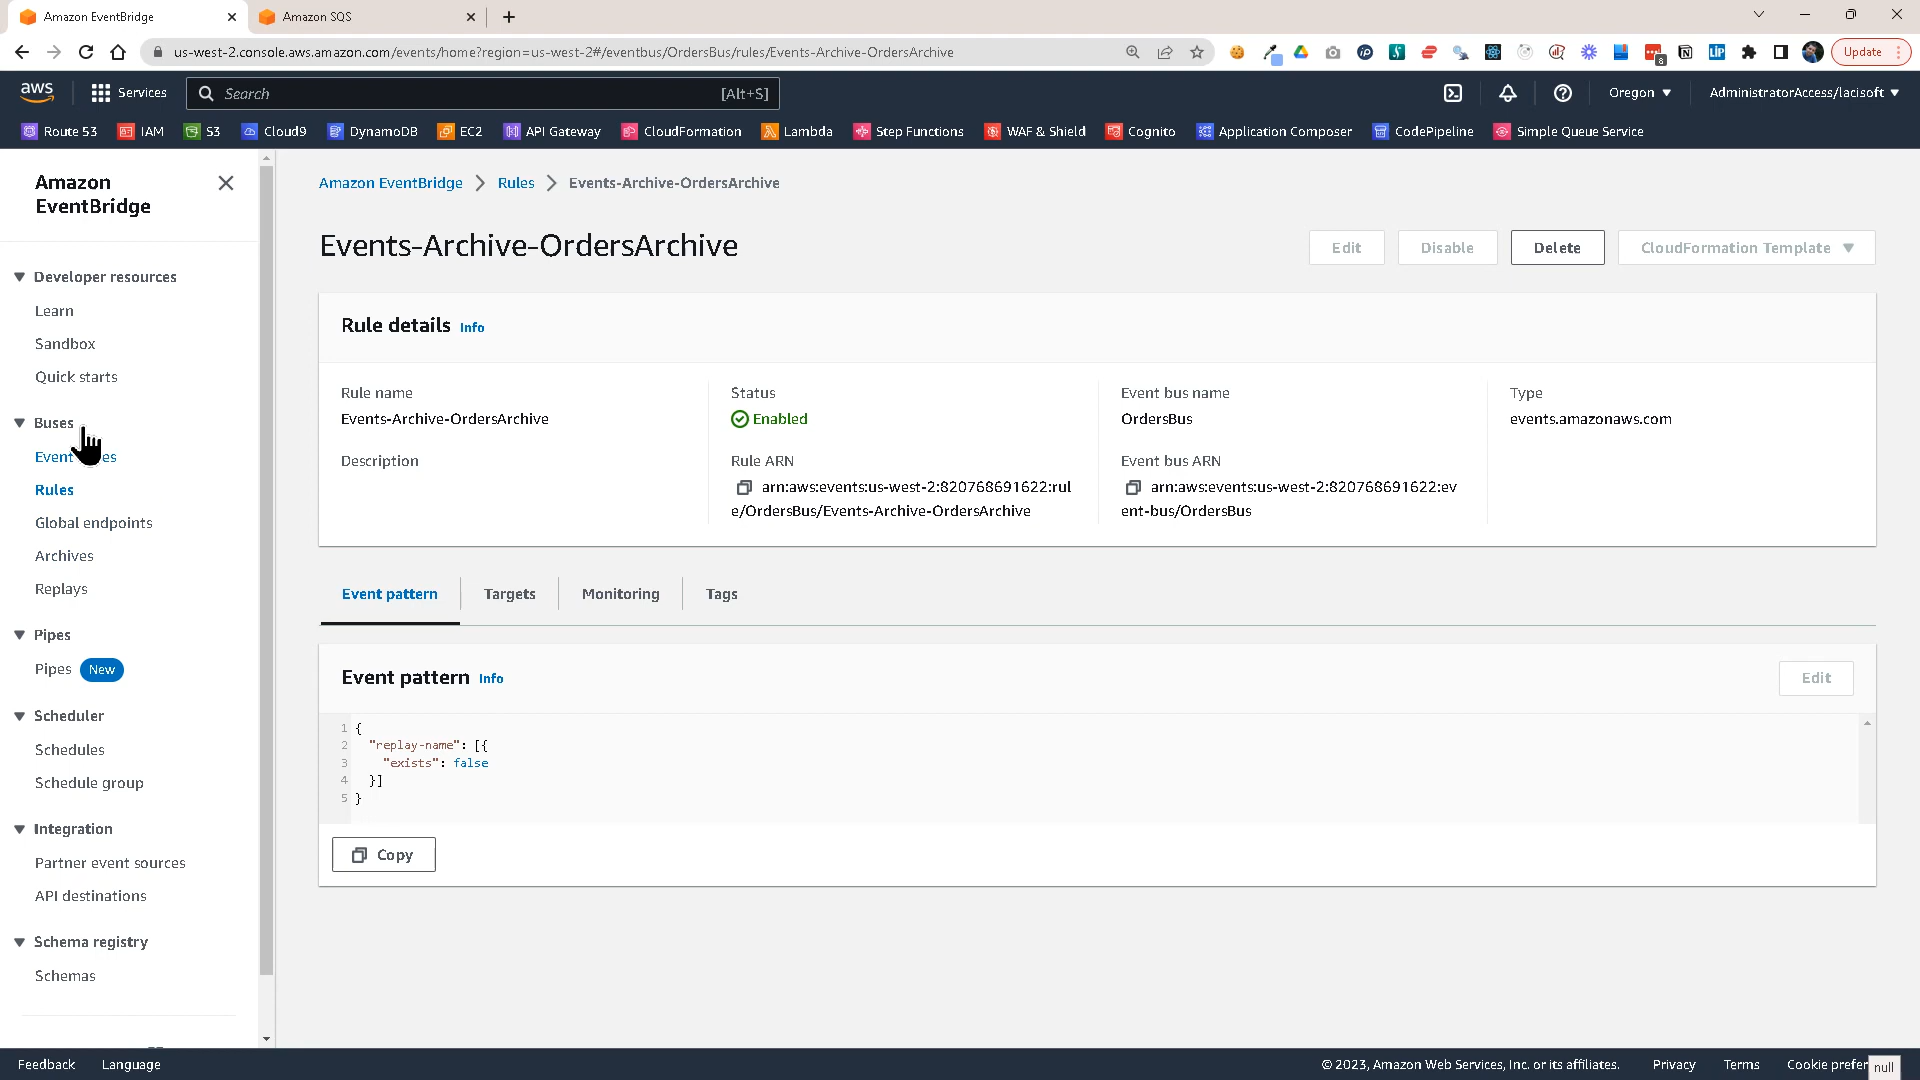 Amazon EventBridge
Amazon SQS
us-west-2.console.aws.amazon.com/events/home?region=us-west-2#/eventbus/OrdersBus/rules/Events-Archive-OrdersArchive
8
Update
aws
Services
Search
[Alt+S]
Oregon
AdministratorAccess/lacisoft
Route 53
IAM
S3
Cloud9
DynamoDB
EC2
API Gateway
CloudFormation
Lambda
Step Functions
WAF & Shield
Cognito
Application Composer
CodePipeline
Simple Queue Service
Amazon
EventBridge
Developer resources
Learn
Sandbox
Quick starts
Buses
Event
Rules
Global endpoints
Archives
Replays
Pipes
Pipes New
Scheduler
Schedules
Schedule group
Integration
Partner event sources
API destinations
Schema registry
Schemas
Amazon EventBridge > Rules > Events-Archive-OrdersArchive
Events-Archive-OrdersArchive
Edit
Disable
Delete
CloudFormation Template
Rule details Info
Rule name
Events-Archive-OrdersArchive
Description
Status
Enabled
Rule ARN
arn:aws:events:us-west-2:820768691622:rul
e/OrdersBus/Events-Archive-OrdersArchive
Event bus name
OrdersBus
Event bus ARN
arn:aws:events:us-west-2:820768691622:ev
ent-bus/OrdersBus
Type
events.amazonaws.com
Event pattern
Targets
Monitoring
Tags
Event pattern Info
Edit
1 {
2 "replay-name": [{
3 "exists": false
4 }]
5 }
Copy
Feedback
Language
© 2023, Amazon Web Services, Inc. or its affiliates.
Privacy
Terms
Cookie prefer
null